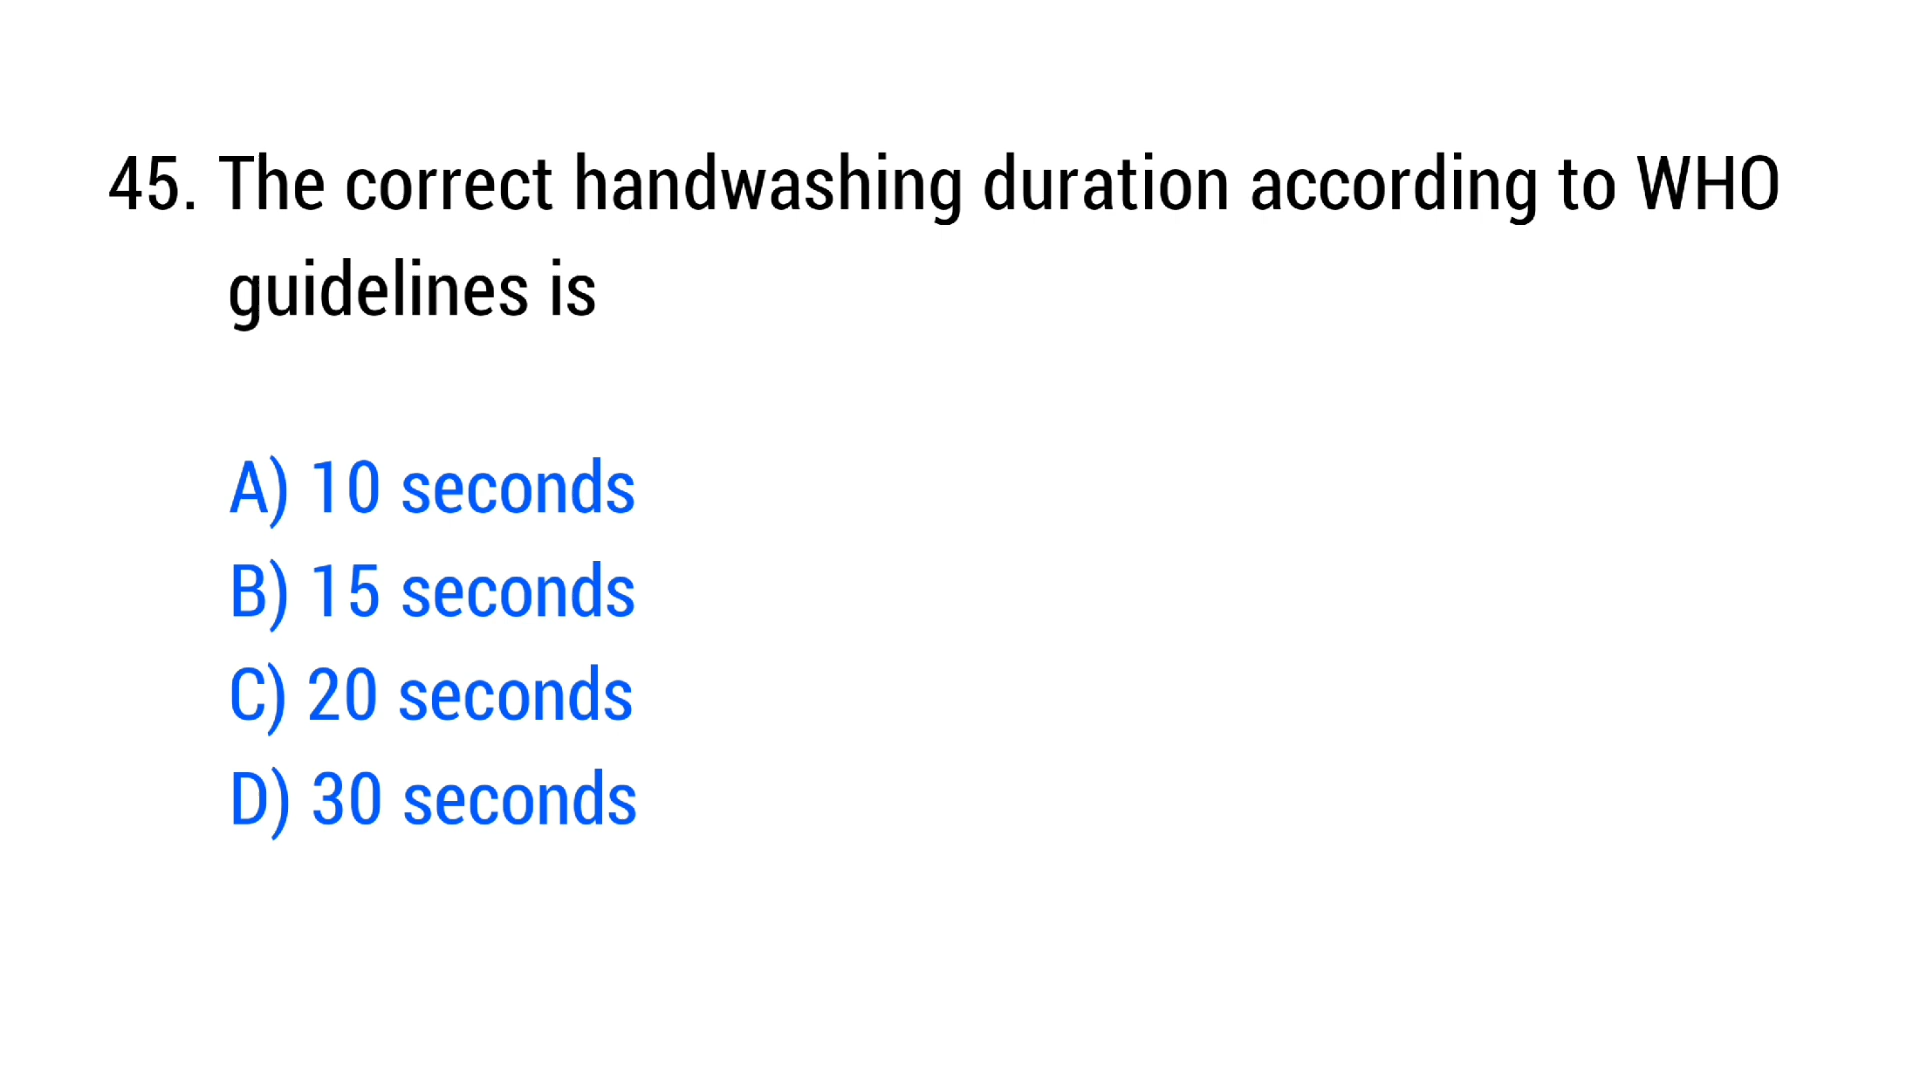 45. The correct handwashing duration according to WHO
guidelines is
A) 10 seconds
B) 15 seconds
C) 20 seconds
D) 30 seconds